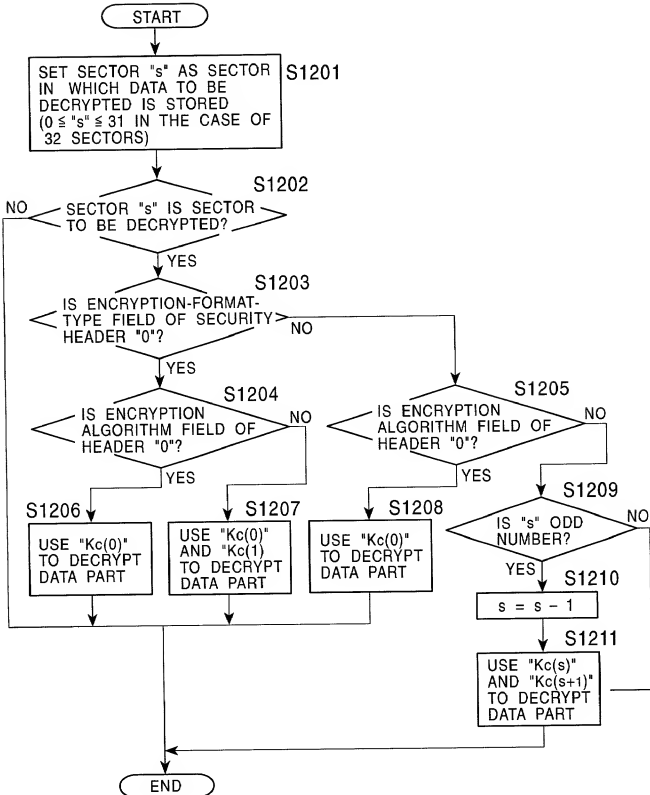 START
SET SECTOR "s" AS SECTOR
IN WHICH DATA TO BE
DECRYPTED IS STORED
(0 ≦ "s" ≦ 31 IN THE CASE OF
32 SECTORS)
S1201
S1202
NO
SECTOR "s" IS SECTOR
TO BE DECRYPTED?
YES
S1203
IS ENCRYPTION-FORMAT-
TYPE FIELD OF SECURITY
HEADER "0"?
NO
YES
S1204
IS ENCRYPTION
ALGORITHM FIELD OF
HEADER "0"?
NO
YES
S1205
IS ENCRYPTION
ALGORITHM FIELD OF
HEADER "0"?
NO
YES
S1206
USE "Kc(0)"
TO DECRYPT
DATA PART
S1207
USE "Kc(0)"
AND "Kc(1)
TO DECRYPT
DATA PART
S1208
USE "Kc(0)"
TO DECRYPT
DATA PART
S1209
IS "s" ODD
NUMBER?
NO
YES
S1210
s = s - 1
S1211
USE "Kc(s)"
AND "Kc(s+1)"
TO DECRYPT
DATA PART
END